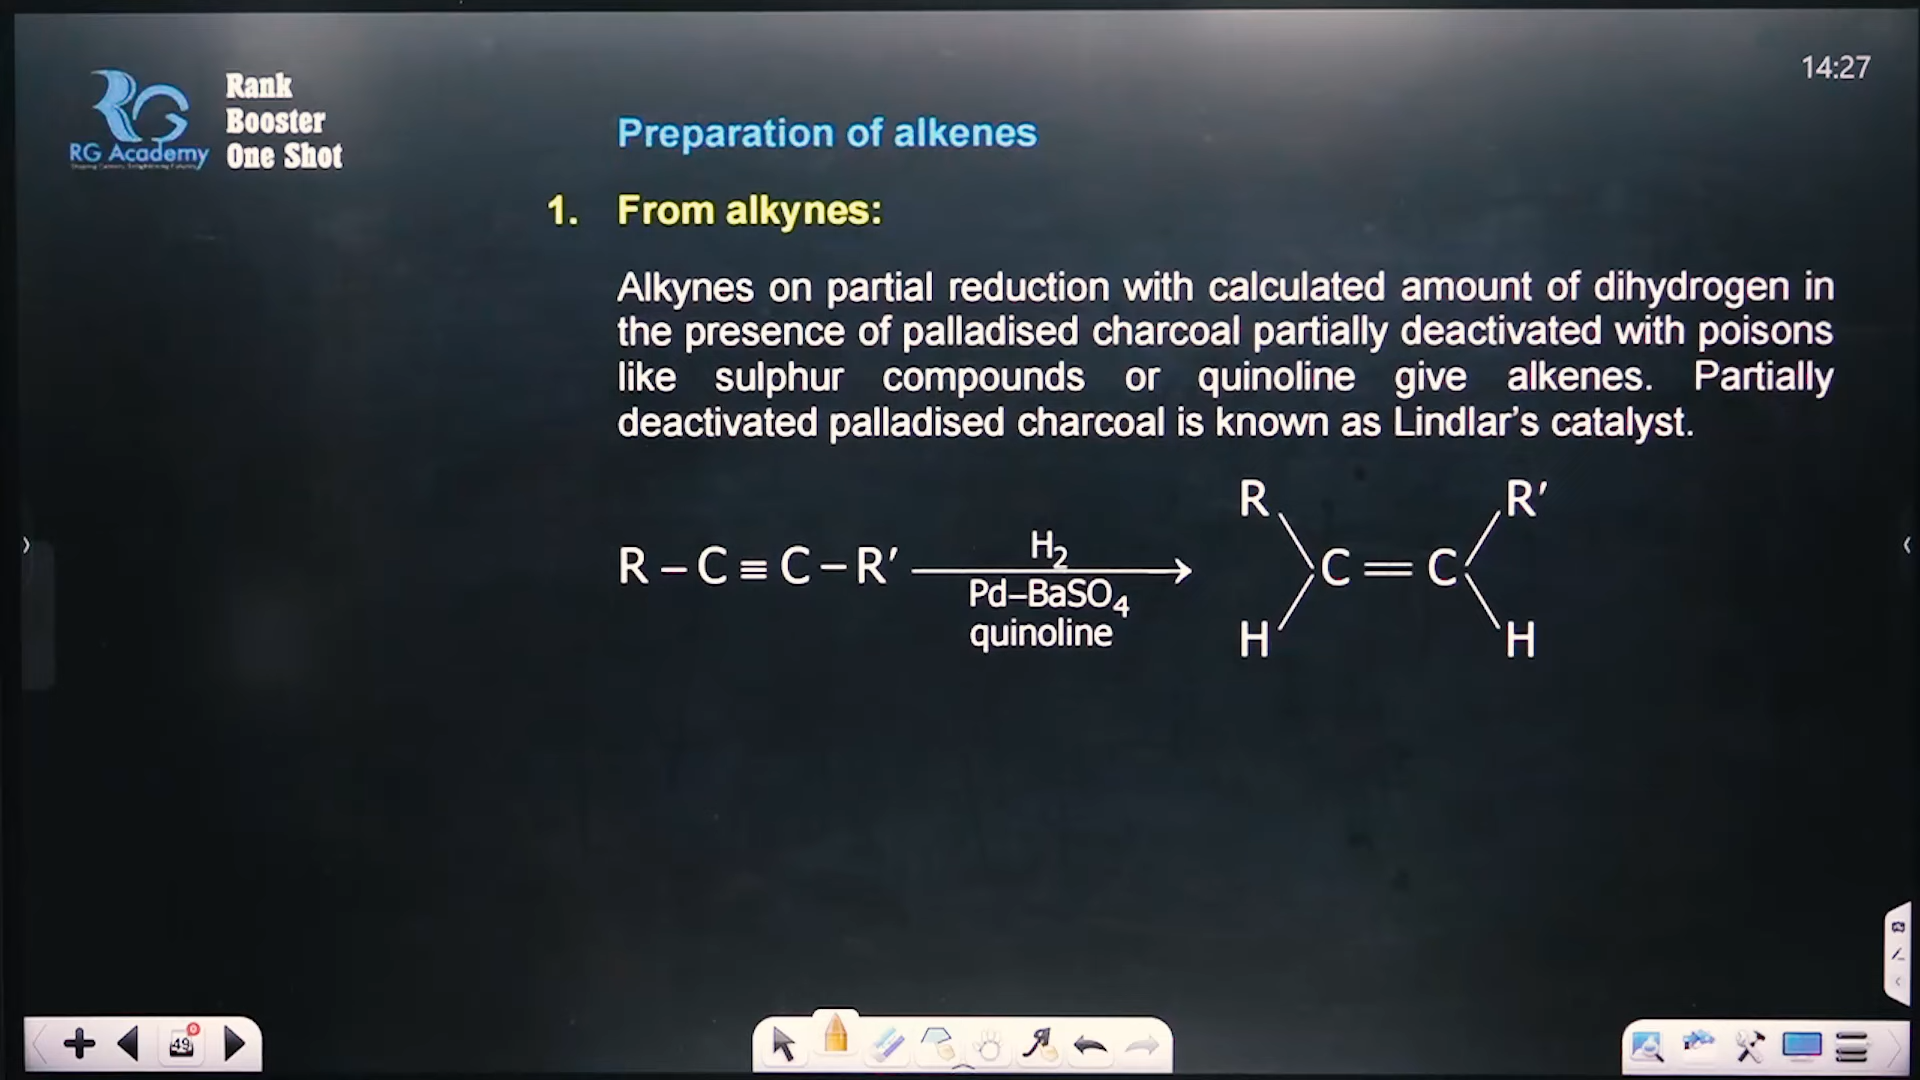 Rank
Booster
One Shot
RG Academy
14:27
Preparation of alkenes
1. From alkynes:
Alkynes on partial reduction with calculated amount of dihydrogen in
the presence of palladised charcoal partially deactivated with poisons
like sulphur compounds or quinoline give alkenes. Partially
deactivated palladised charcoal is known as Lindlar’s catalyst.
R – C ≡ C – R′
H₂
Pd–BaSO₄
quinoline
R R′
C = C
H H
49